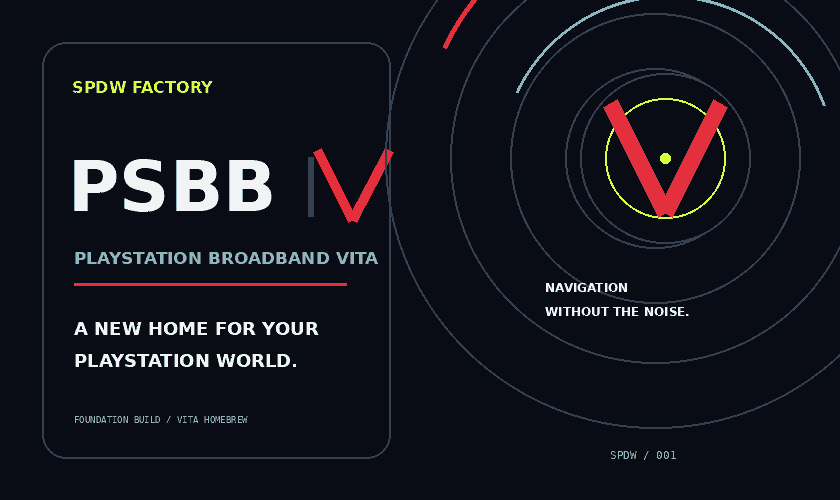 SPDW FACTORY
PSBB | V
PLAYSTATION BROADBAND VITA
A NEW HOME FOR YOUR
PLAYSTATION WORLD.
FOUNDATION BUILD / VITA HOMEBREW
V
NAVIGATION
WITHOUT THE NOISE.
SPDW / 001